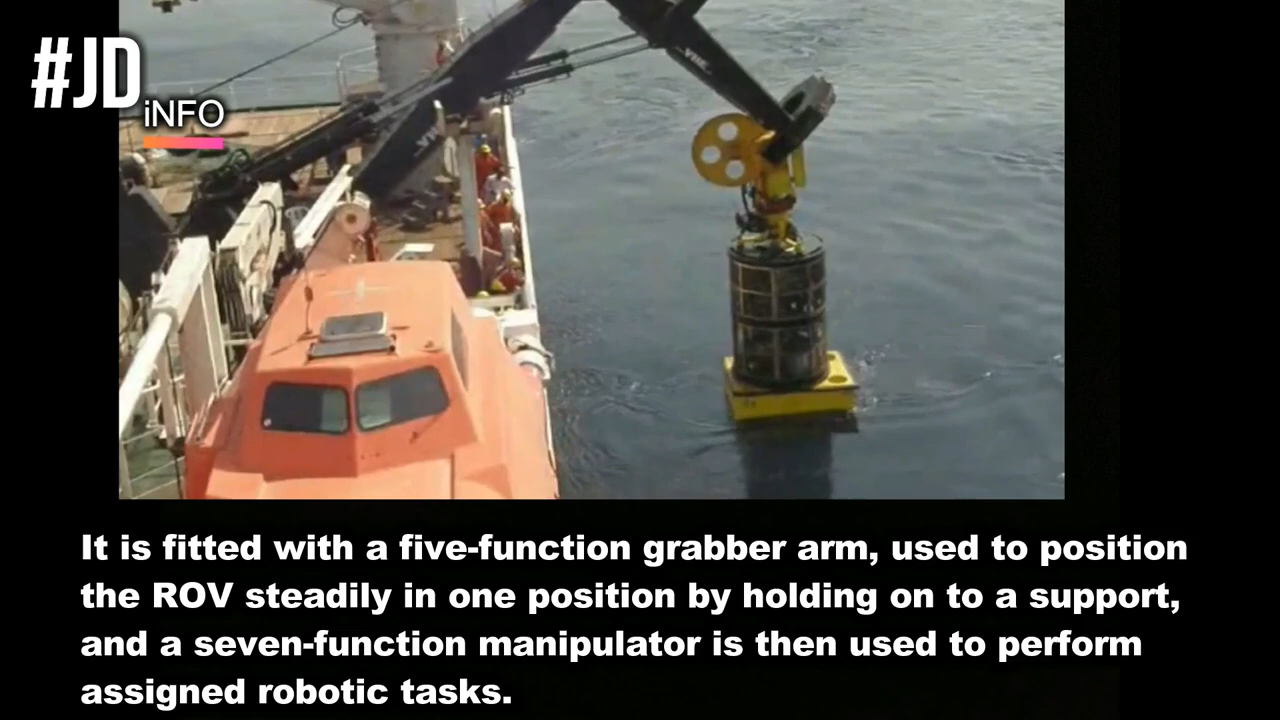 #JD
iNFO
It is fitted with a five-function grabber arm, used to position
the ROV steadily in one position by holding on to a support,
and a seven-function manipulator is then used to perform
assigned robotic tasks.